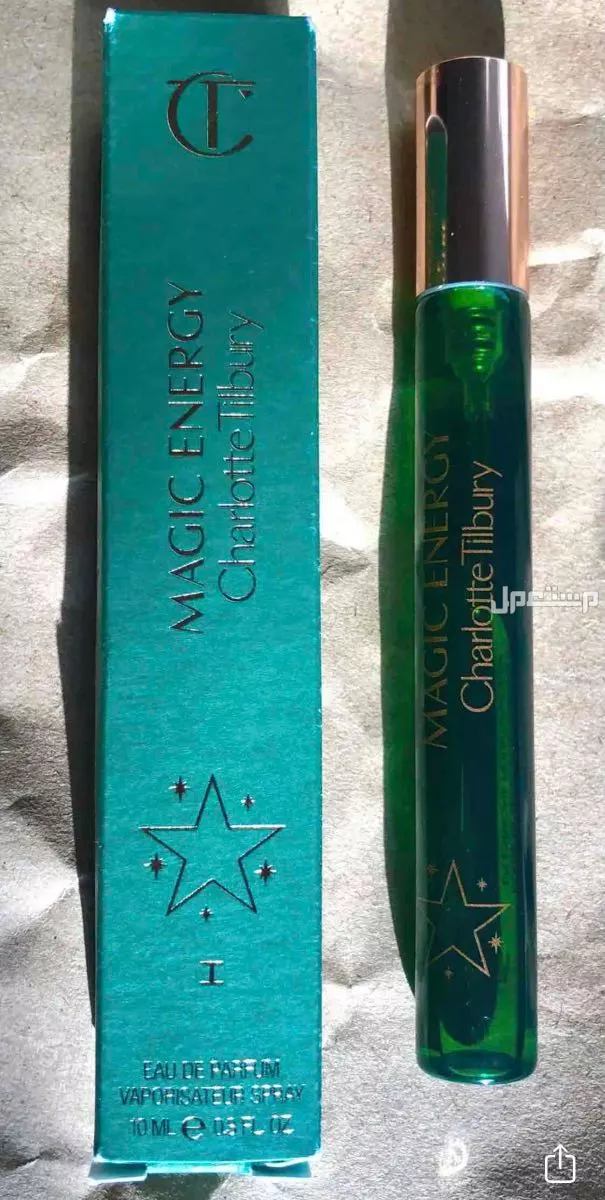 CT
MAGIC ENERGY
Charlotte Tilbury
I
EAU DE PARFUM
VAPORISATEUR SPRAY
10 ML e 0.3 FL. OZ
MAGIC ENERGY
Charlotte Tilbury
مستعمل